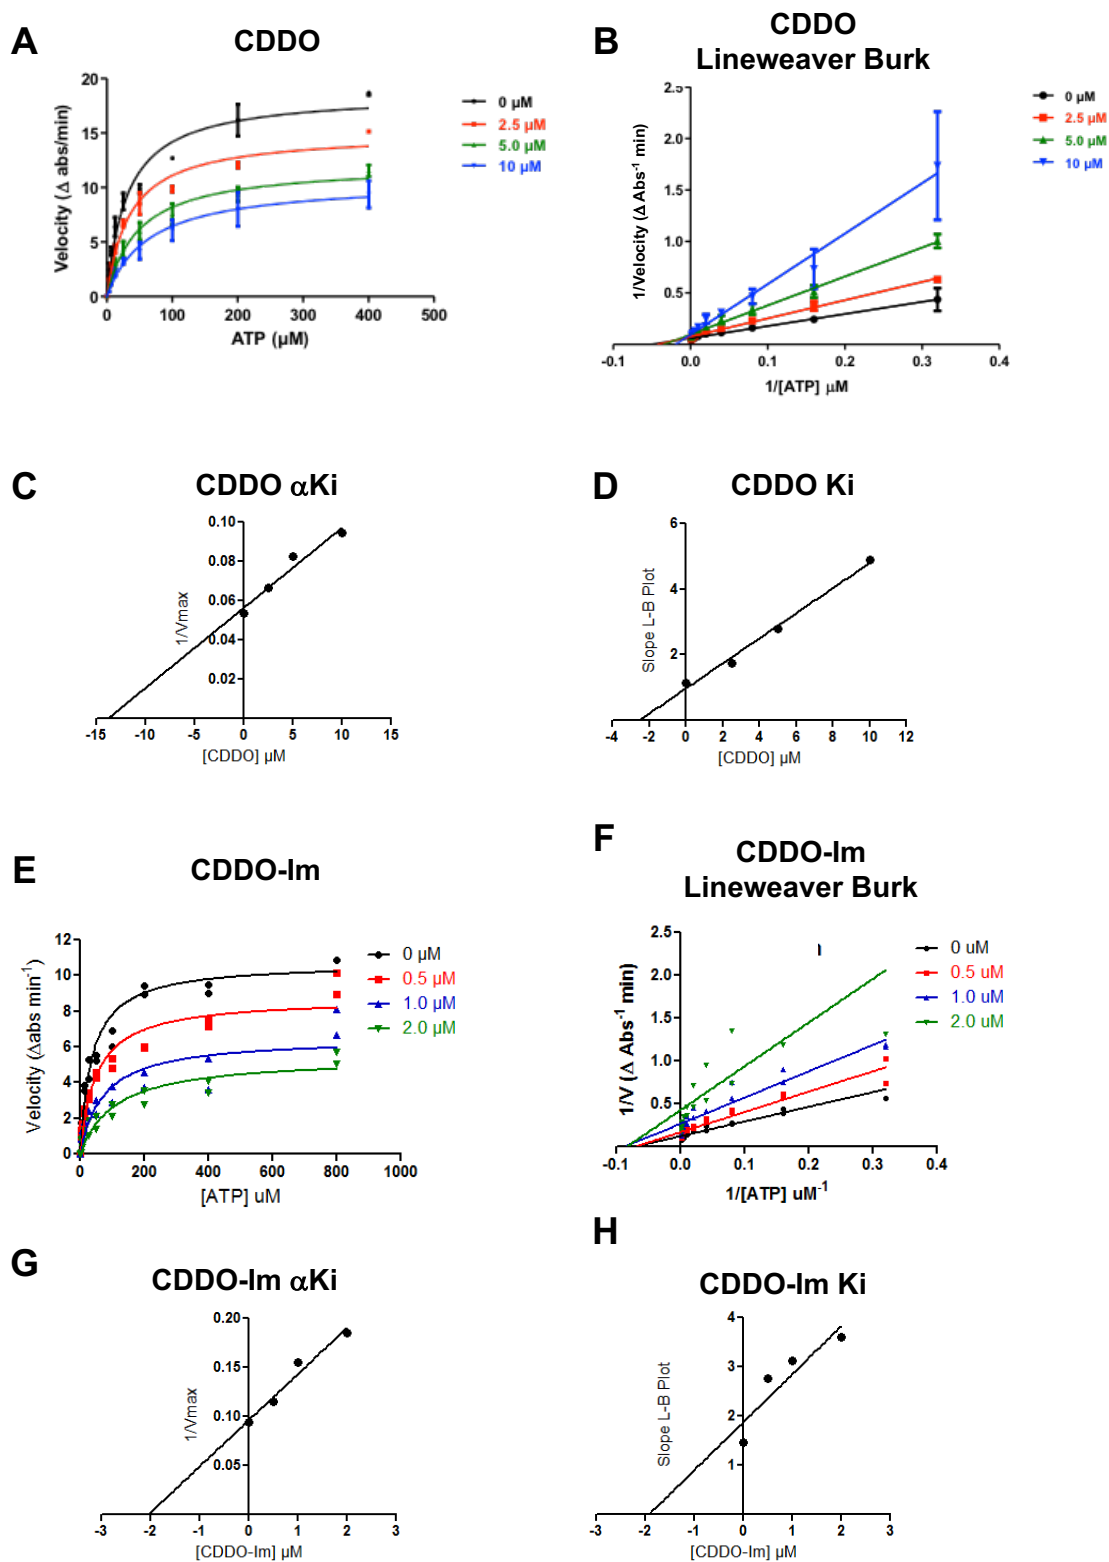 A
CDDO
20
15
10
5
0
0
100
200
300
400
500
Velocity (Δ abs/min)
ATP (µM)
0 µM
2.5 µM
5.0 µM
10 µM
B
CDDO
Lineweaver Burk
2.5
2.0
1.5
1.0
0.5
-0.1
0.0
0.1
0.2
0.3
0.4
1/Velocity (Δ Abs⁻¹ min)
1/[ATP] µM
0 µM
2.5 µM
5.0 µM
10 µM
C
CDDO αKi
0.10
0.08
0.06
0.04
0.02
-15
-10
-5
0
5
10
15
1/Vmax
[CDDO] µM
D
CDDO Ki
6
4
2
-4
-2
0
2
4
6
8
10
12
Slope L-B Plot
[CDDO] µM
E
CDDO-Im
12
10
8
6
4
2
0
0
200
400
600
800
1000
Velocity (Δabs min⁻¹)
[ATP] uM
0 µM
0.5 µM
1.0 µM
2.0 µM
F
CDDO-Im
Lineweaver Burk
2.5
2.0
1.5
1.0
0.5
-0.1
0.0
0.1
0.2
0.3
0.4
1/V (Δ Abs⁻¹ min)
1/[ATP] uM⁻¹
0 uM
0.5 uM
1.0 uM
2.0 uM
G
CDDO-Im αKi
0.20
0.15
0.10
0.05
-3
-2
-1
0
1
2
3
1/Vmax
[CDDO-Im] µM
H
CDDO-Im Ki
4
3
2
1
-3
-2
-1
0
1
2
3
Slope L-B Plot
[CDDO-Im] µM